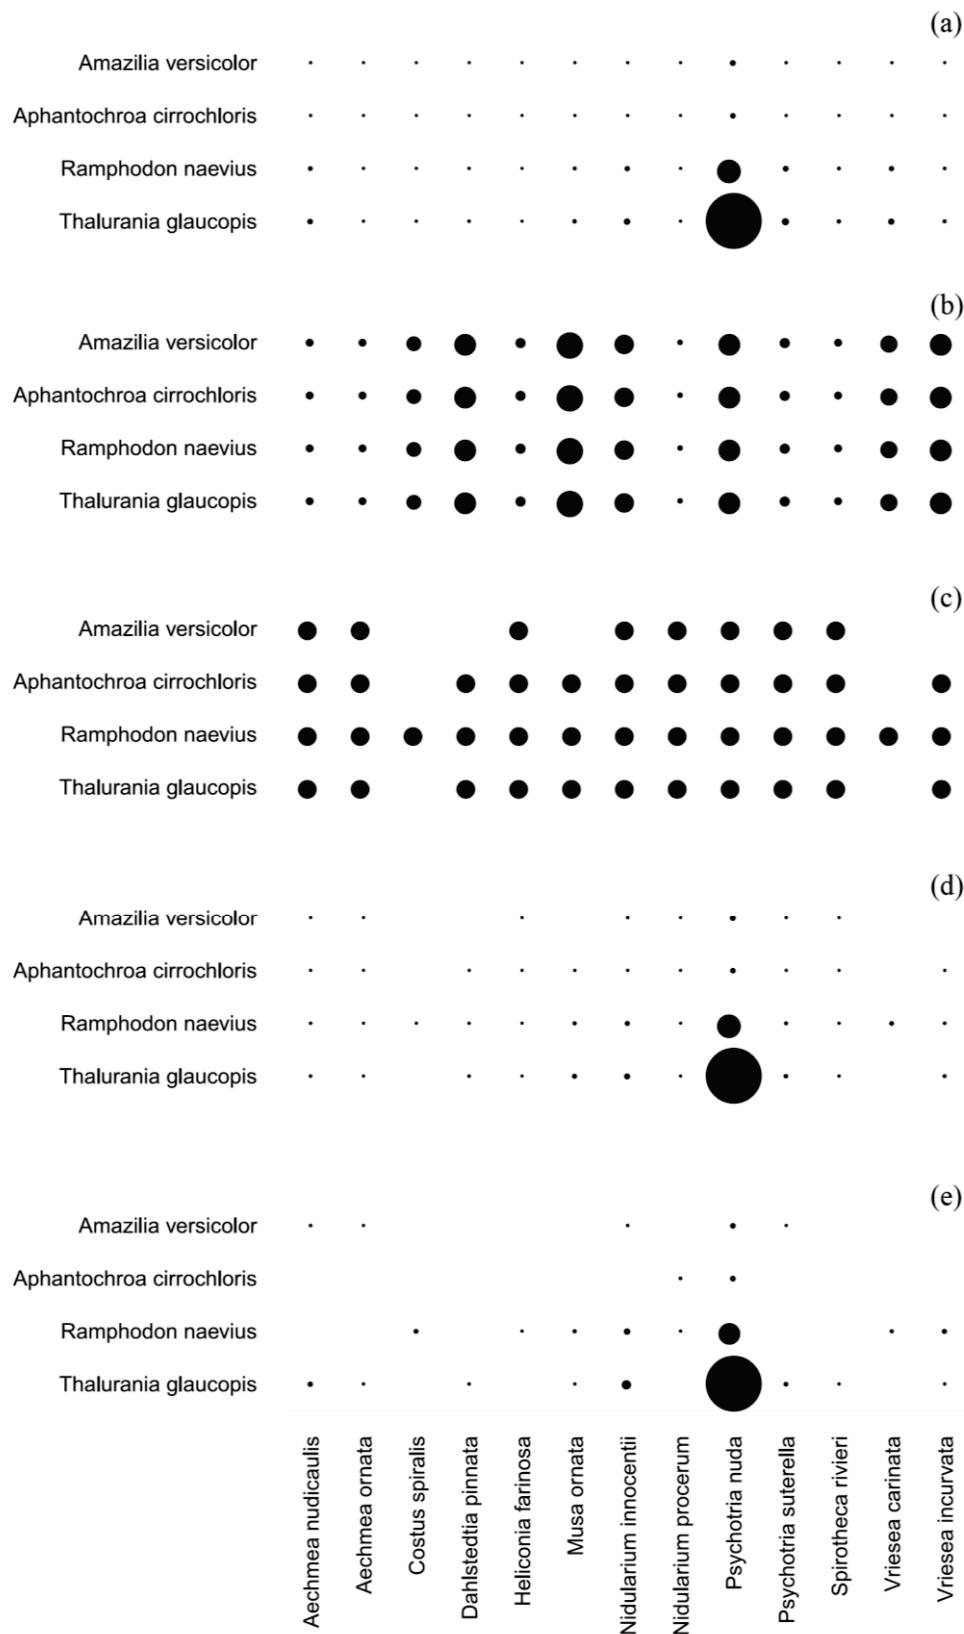 (a)
Amazilia versicolor
Aphantochroa cirrochloris
Ramphodon naevius
Thalurania glaucopis
(b)
Amazilia versicolor
Aphantochroa cirrochloris
Ramphodon naevius
Thalurania glaucopis
(c)
Amazilia versicolor
Aphantochroa cirrochloris
Ramphodon naevius
Thalurania glaucopis
(d)
Amazilia versicolor
Aphantochroa cirrochloris
Ramphodon naevius
Thalurania glaucopis
(e)
Amazilia versicolor
Aphantochroa cirrochloris
Ramphodon naevius
Thalurania glaucopis
Aechmea nudicaulis
Aechmea ornata
Costus spiralis
Dahlstedtia pinnata
Heliconia farinosa
Musa ornata
Nidularium innocentii
Nidularium procerum
Psychotria nuda
Psychotria suterella
Spirotheca rivieri
Vriesea carinata
Vriesea incurvata